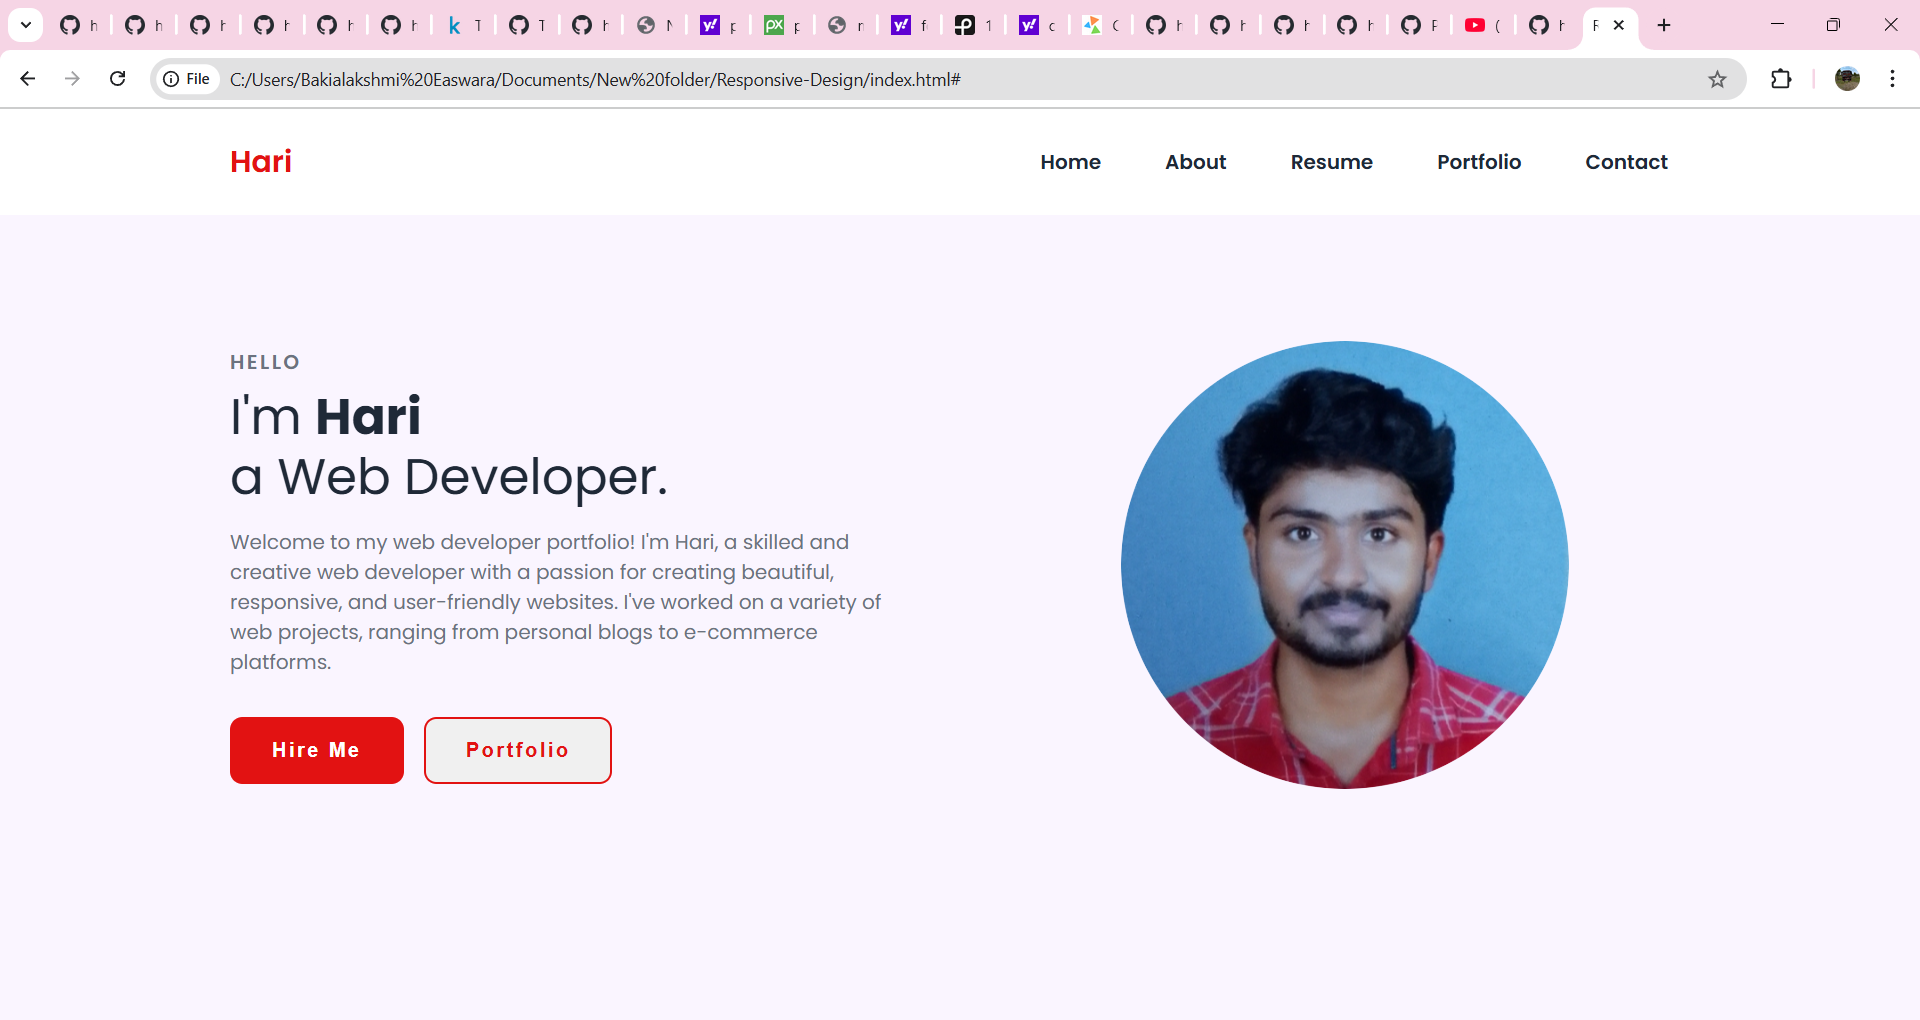 File
C:/Users/Bakialakshmi%20Easwara/Documents/New%20folder/Responsive-Design/index.html#
Hari
Home
About
Resume
Portfolio
Contact
HELLO
I'm Hari
a Web Developer.
Welcome to my web developer portfolio! I'm Hari, a skilled and
creative web developer with a passion for creating beautiful,
responsive, and user-friendly websites. I've worked on a variety of
web projects, ranging from personal blogs to e-commerce
platforms.
Hire Me
Portfolio